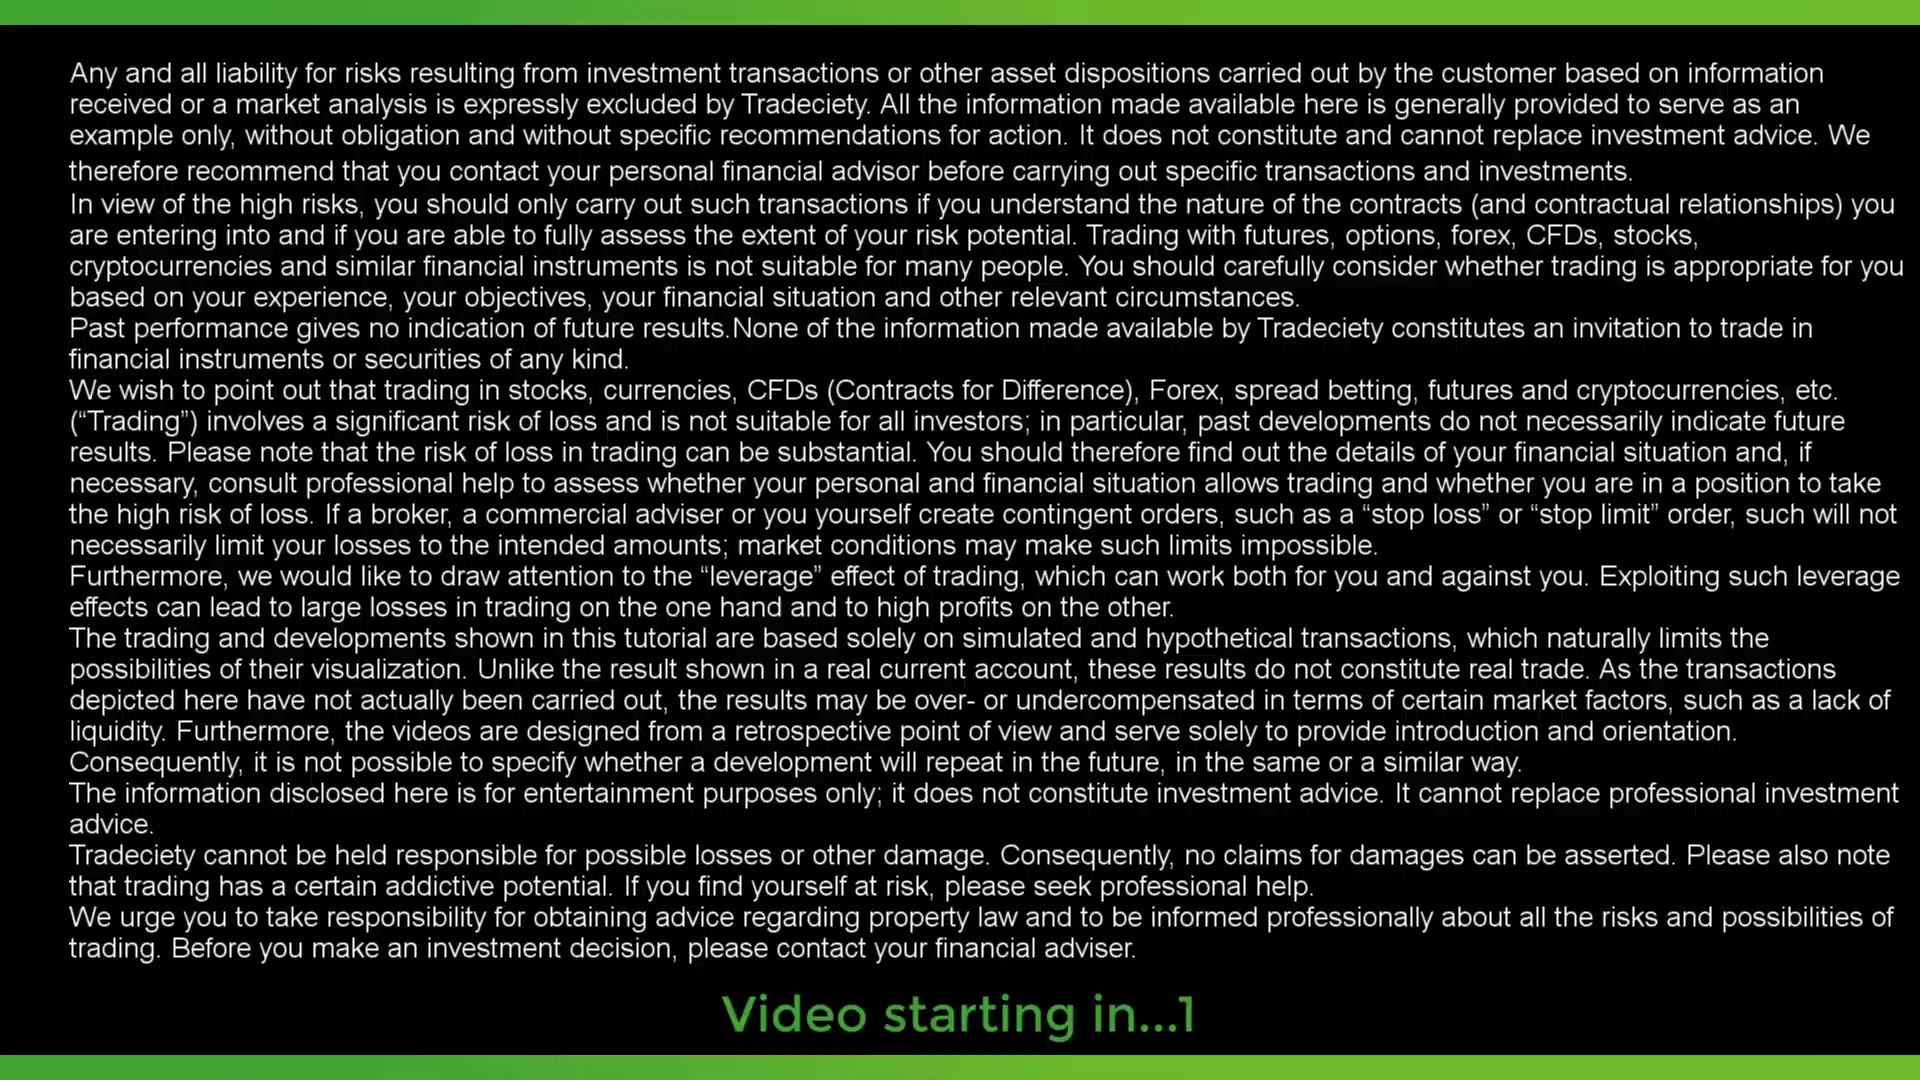 Any and all liability for risks resulting from investment transactions or other asset dispositions carried out by the customer based on information
received or a market analysis is expressly excluded by Tradeciety. All the information made available here is generally provided to serve as an
example only, without obligation and without specific recommendations for action. It does not constitute and cannot replace investment advice. We
therefore recommend that you contact your personal financial advisor before carrying out specific transactions and investments.
In view of the high risks, you should only carry out such transactions if you understand the nature of the contracts (and contractual relationships) you
are entering into and if you are able to fully assess the extent of your risk potential. Trading with futures, options, forex, CFDs, stocks,
cryptocurrencies and similar financial instruments is not suitable for many people. You should carefully consider whether trading is appropriate for you
based on your experience, your objectives, your financial situation and other relevant circumstances.
Past performance gives no indication of future results.None of the information made available by Tradeciety constitutes an invitation to trade in
financial instruments or securities of any kind.
We wish to point out that trading in stocks, currencies, CFDs (Contracts for Difference), Forex, spread betting, futures and cryptocurrencies, etc.
(“Trading”) involves a significant risk of loss and is not suitable for all investors; in particular, past developments do not necessarily indicate future
results. Please note that the risk of loss in trading can be substantial. You should therefore find out the details of your financial situation and, if
necessary, consult professional help to assess whether your personal and financial situation allows trading and whether you are in a position to take
the high risk of loss. If a broker, a commercial adviser or you yourself create contingent orders, such as a “stop loss” or “stop limit” order, such will not
necessarily limit your losses to the intended amounts; market conditions may make such limits impossible.
Furthermore, we would like to draw attention to the “leverage” effect of trading, which can work both for you and against you. Exploiting such leverage
effects can lead to large losses in trading on the one hand and to high profits on the other.
The trading and developments shown in this tutorial are based solely on simulated and hypothetical transactions, which naturally limits the
possibilities of their visualization. Unlike the result shown in a real current account, these results do not constitute real trade. As the transactions
depicted here have not actually been carried out, the results may be over- or undercompensated in terms of certain market factors, such as a lack of
liquidity. Furthermore, the videos are designed from a retrospective point of view and serve solely to provide introduction and orientation.
Consequently, it is not possible to specify whether a development will repeat in the future, in the same or a similar way.
The information disclosed here is for entertainment purposes only; it does not constitute investment advice. It cannot replace professional investment
advice.
Tradeciety cannot be held responsible for possible losses or other damage. Consequently, no claims for damages can be asserted. Please also note
that trading has a certain addictive potential. If you find yourself at risk, please seek professional help.
We urge you to take responsibility for obtaining advice regarding property law and to be informed professionally about all the risks and possibilities of
trading. Before you make an investment decision, please contact your financial adviser.
Video starting in...1